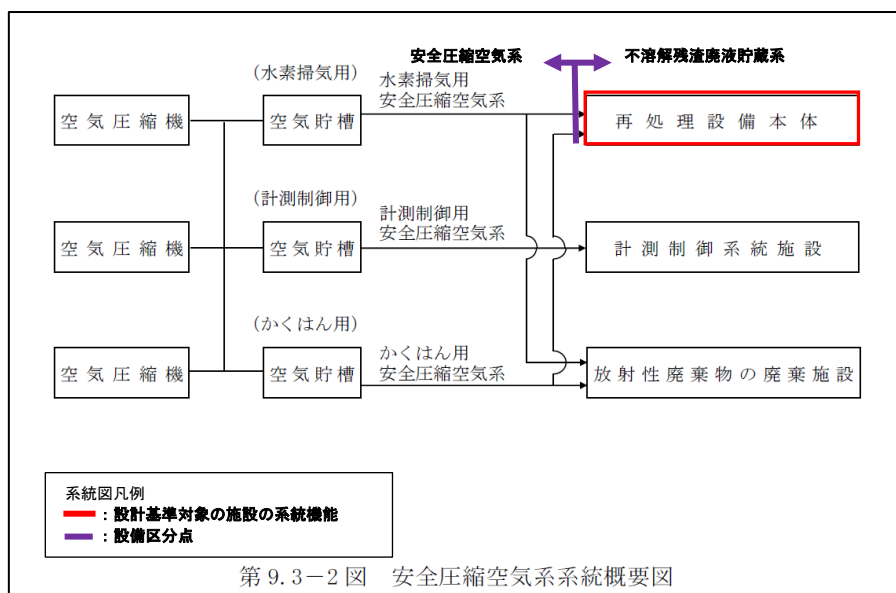 安全圧縮空気系
不溶解残渣廃液貯蔵系
(水素掃気用)
水素掃気用
安全圧縮空気系
空気圧縮機
空気貯槽
再処理設備本体
(計測制御用)
計測制御用
安全圧縮空気系
空気圧縮機
空気貯槽
計測制御系統施設
(かくはん用)
かくはん用
安全圧縮空気系
空気圧縮機
空気貯槽
放射性廃棄物の廃棄施設
系統図凡例
：設計基準対象の施設の系統機能
：設備区分点
第9.3－2図　安全圧縮空気系系統概要図